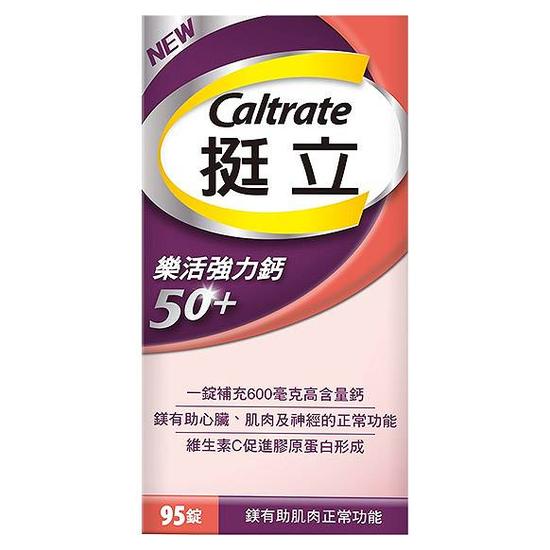 NEW
Caltrate
挺立
樂活強力鈣
50+
一錠補充600毫克高含量鈣
鎂有助心臟、肌肉及神經的正常功能
維生素C促進膠原蛋白形成
95錠
鎂有助肌肉正常功能